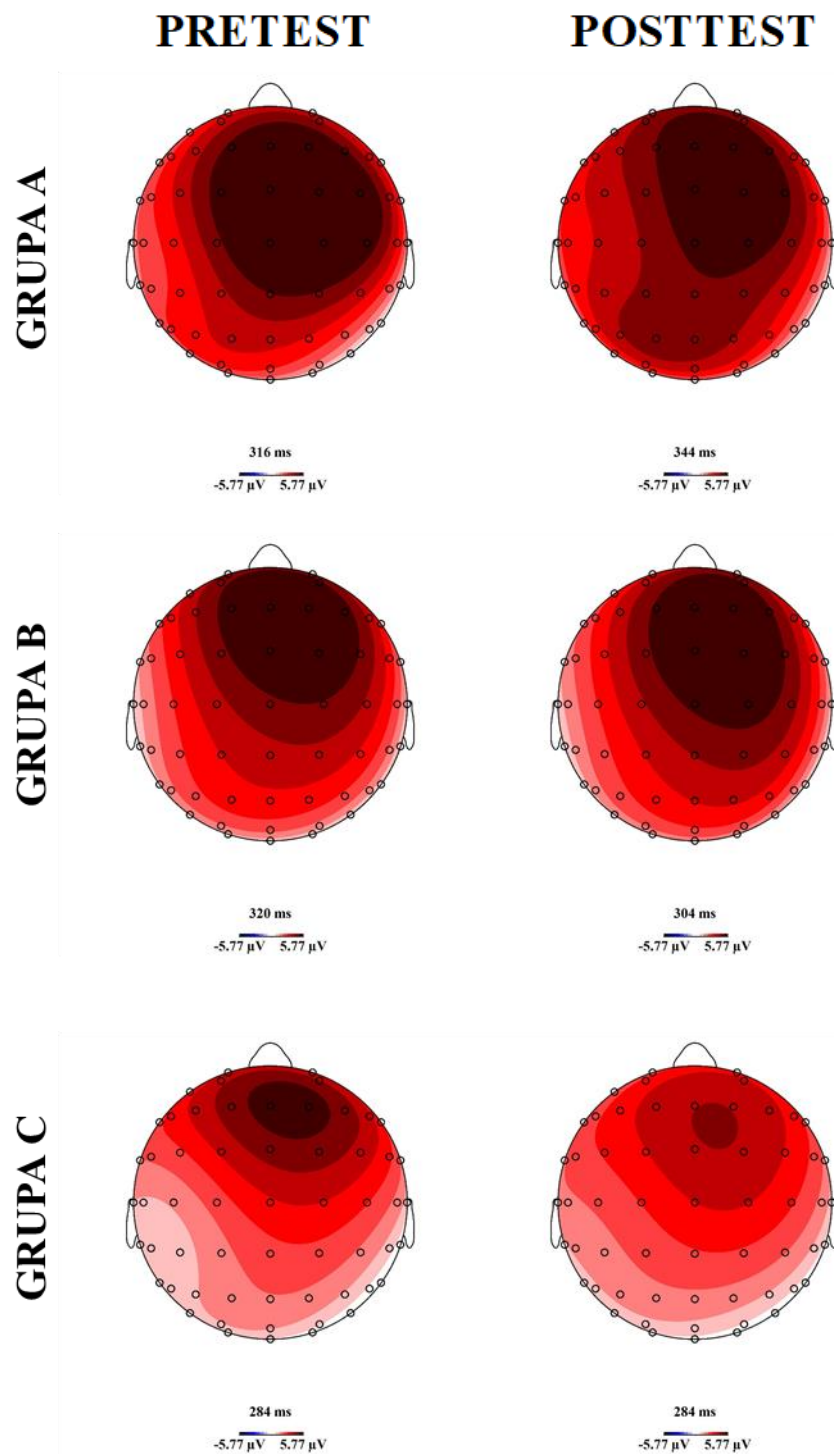 PRETEST POSTTEST
GRUPA A
316 ms 344 ms
-5.77 µV 5.77 µV -5.77 µV 5.77 µV
GRUPA B
320 ms 304 ms
-5.77 µV 5.77 µV -5.77 µV 5.77 µV
GRUPA C
284 ms 284 ms
-5.77 µV 5.77 µV -5.77 µV 5.77 µV